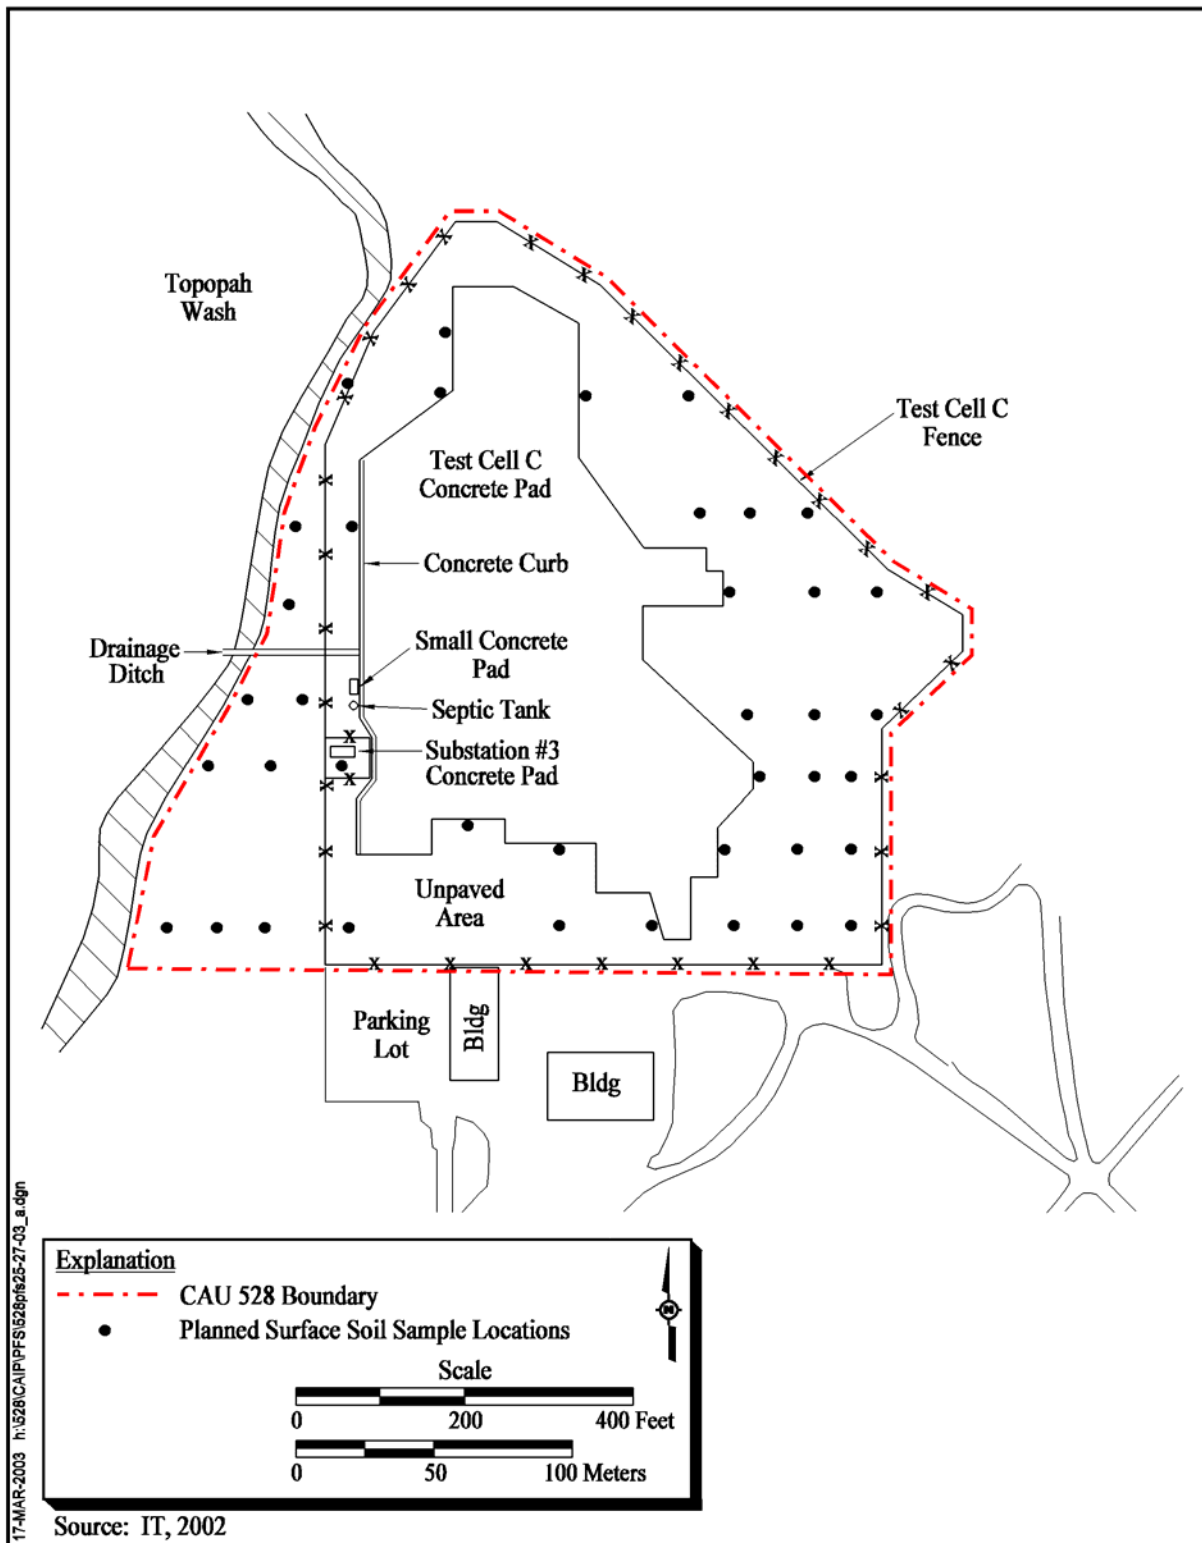 Topopah
Wash
Test Cell C
Fence
Test Cell C
Concrete Pad
Concrete Curb
Drainage
Ditch
Small Concrete
Pad
Septic Tank
Substation #3
Concrete Pad
Unpaved
Area
Parking
Lot
Bldg
Bldg
Explanation
CAU 528 Boundary
Planned Surface Soil Sample Locations
N
Scale
0 200 400 Feet
0 50 100 Meters
Source: IT, 2002
17-MAR-2003 h:\528\CAIP\PFS\528pfs25-27-03_a.dgn